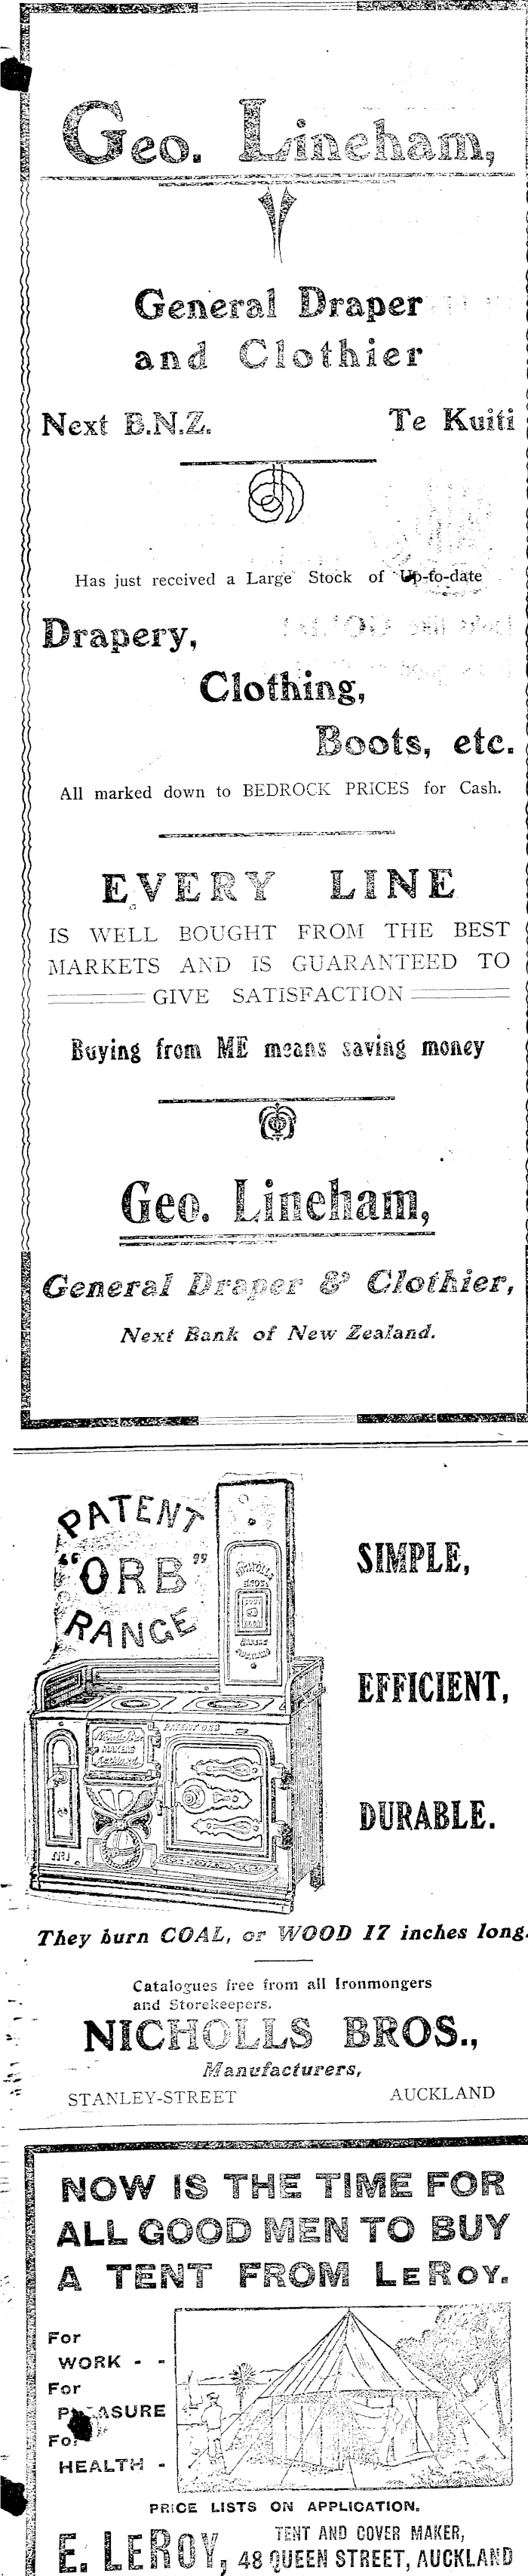 Geo. Lineham,
General Draper
and Clothier
Next B.N.Z. Te Kuiti
Has just received a Large Stock of Up-to-date
Drapery,
Clothing,
Boots, etc.
All marked down to BEDROCK PRICES for Cash.
EVERY LINE
IS WELL BOUGHT FROM THE BEST
MARKETS AND IS GUARANTEED TO
GIVE SATISFACTION
Buying from ME means saving money
Geo. Lineham,
General Draper & Clothier,
Next Bank of New Zealand.
PATENT
"ORB"
RANGE
SIMPLE,
EFFICIENT,
DURABLE.
PATENT ORB
They burn COAL, or WOOD 17 inches long.
Catalogues free from all Ironmongers
and Storekeepers.
NICHOLLS BROS.,
Manufacturers,
STANLEY-STREET AUCKLAND
NOW IS THE TIME FOR
ALL GOOD MEN TO BUY
A TENT FROM LEROY.
For
WORK - -
For
PLEASURE
For
HEALTH -
PRICE LISTS ON APPLICATION.
E. LEROY, TENT AND COVER MAKER,
48 QUEEN STREET, AUCKLAND